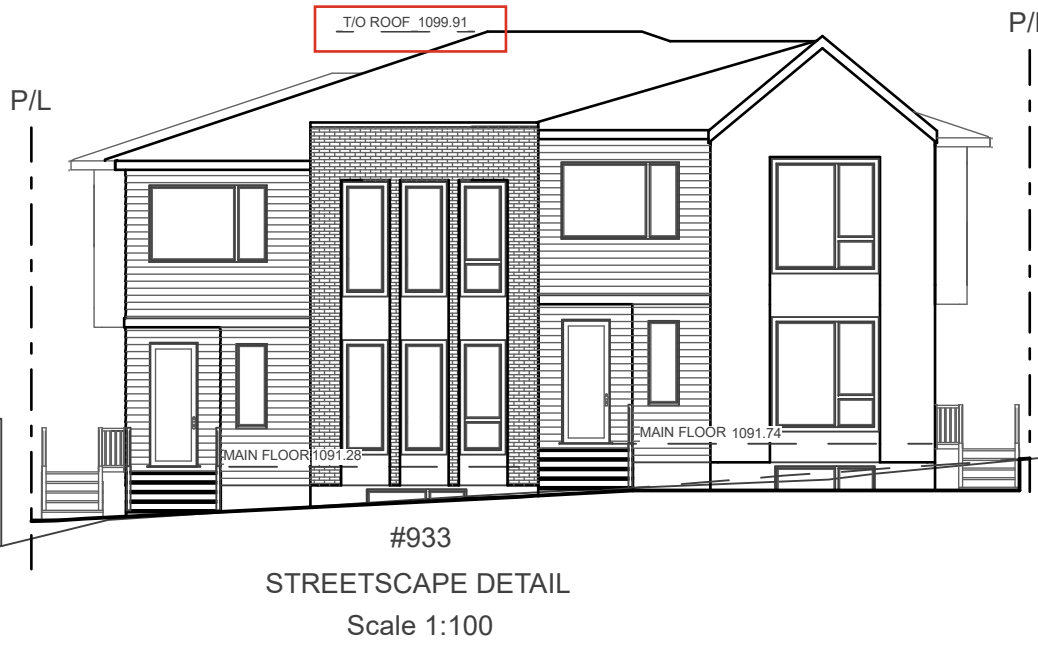 T/O ROOF 1099.91
P/L
P/L
MAIN FLOOR 1091.74
MAIN FLOOR 1091.28
#933
STREETSCAPE DETAIL
Scale 1:100